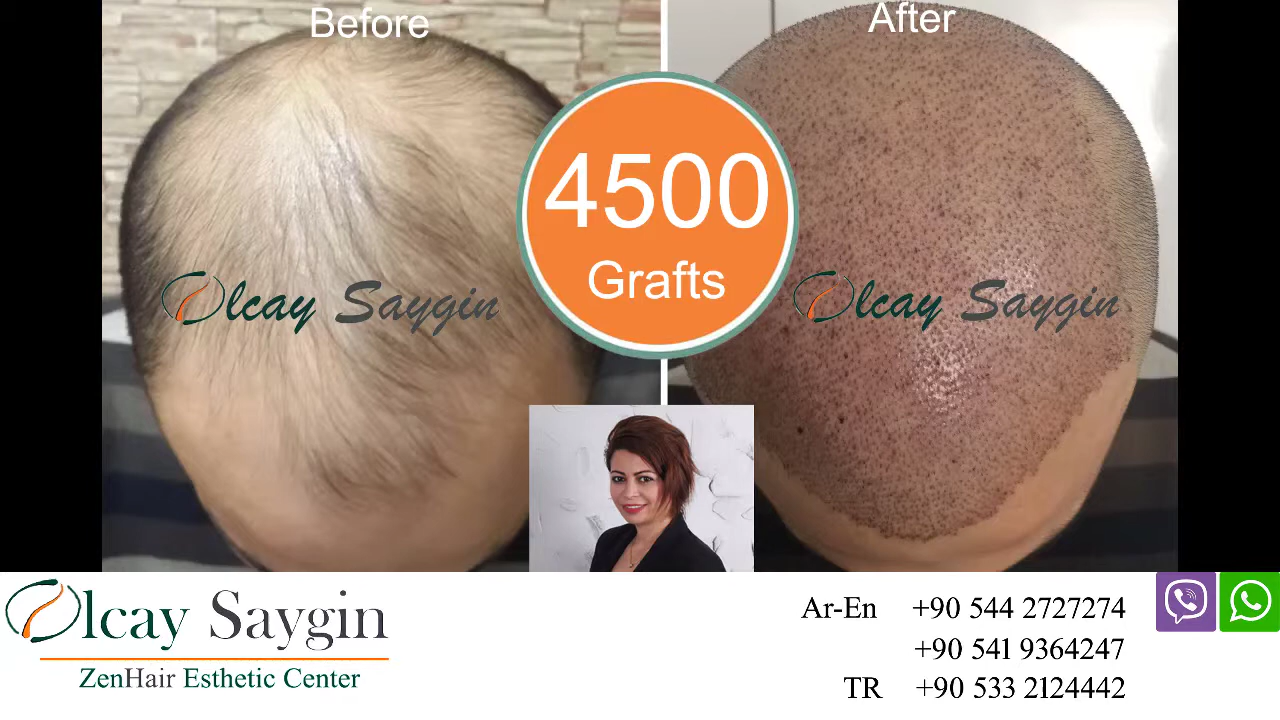 Before
After
4500
Grafts
Olcay Saygin
Olcay Saygin
Olcay Saygin
ZenHair Esthetic Center
Ar-En +90 544 2727274
+90 541 9364247
TR +90 533 2124442